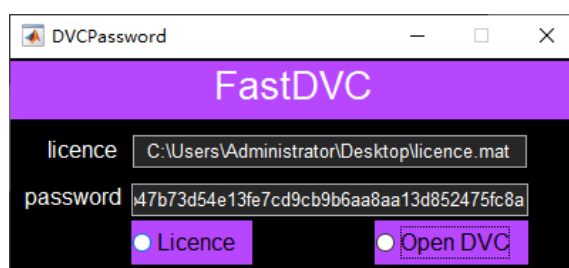 DVCPassword
FastDVC
licence C:\Users\Administrator\Desktop\licence.mat
password 47b73d54e13fe7cd9cb9b6aa8aa13d852475fc8a
Licence Open DVC